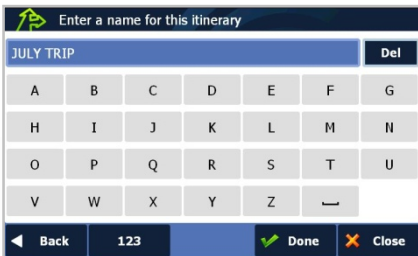 Enter a name for this itinerary
JULY TRIP Del
A B C D E F G
H I J K L M N
O P Q R S T U
V W X Y Z
Back 123 Done Close